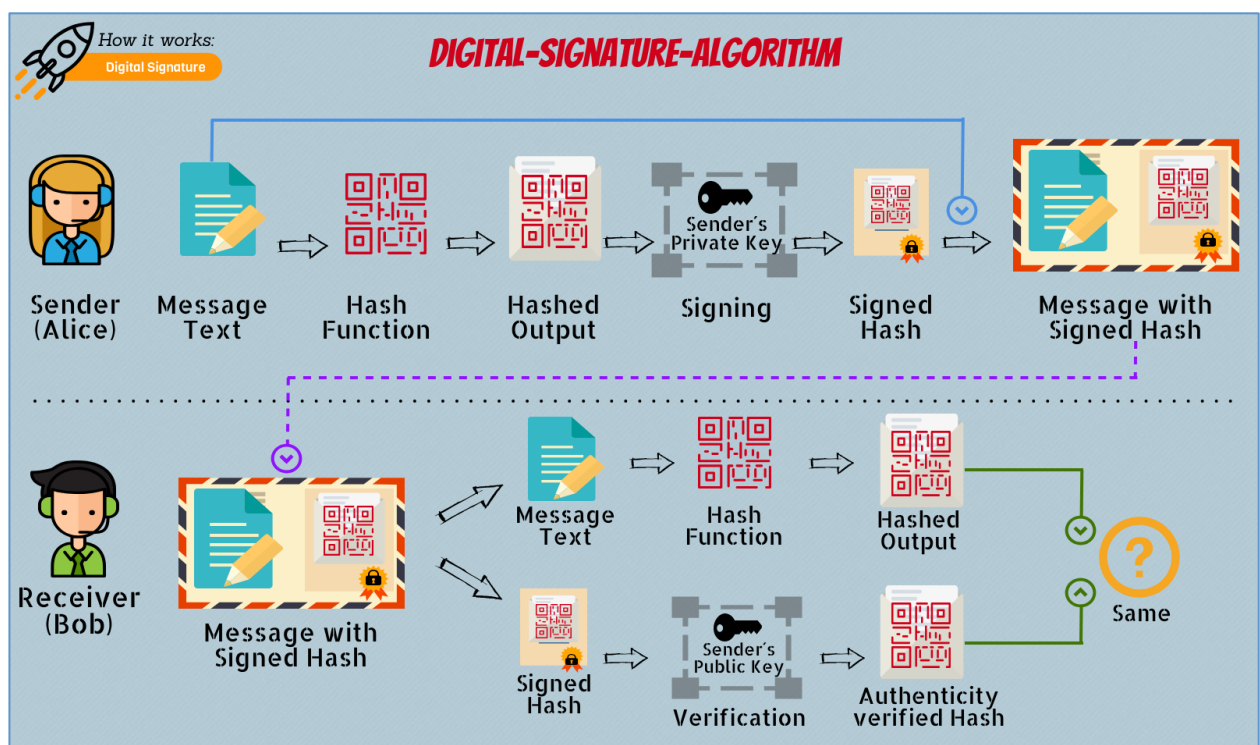 How it works:
Digital Signature
DIGITAL-SIGNATURE-ALGORITHM
Sender´s
Private Key
Sender
(Alice)
Message
Text
Hash
Function
Hashed
Output
Signing
Signed
Hash
Message with
Signed Hash
Receiver
(Bob)
Message with
Signed Hash
Message
Text
Hash
Function
Hashed
Output
?
Same
Signed
Hash
Sender´s
Public Key
Verification
Authenticity
verified Hash